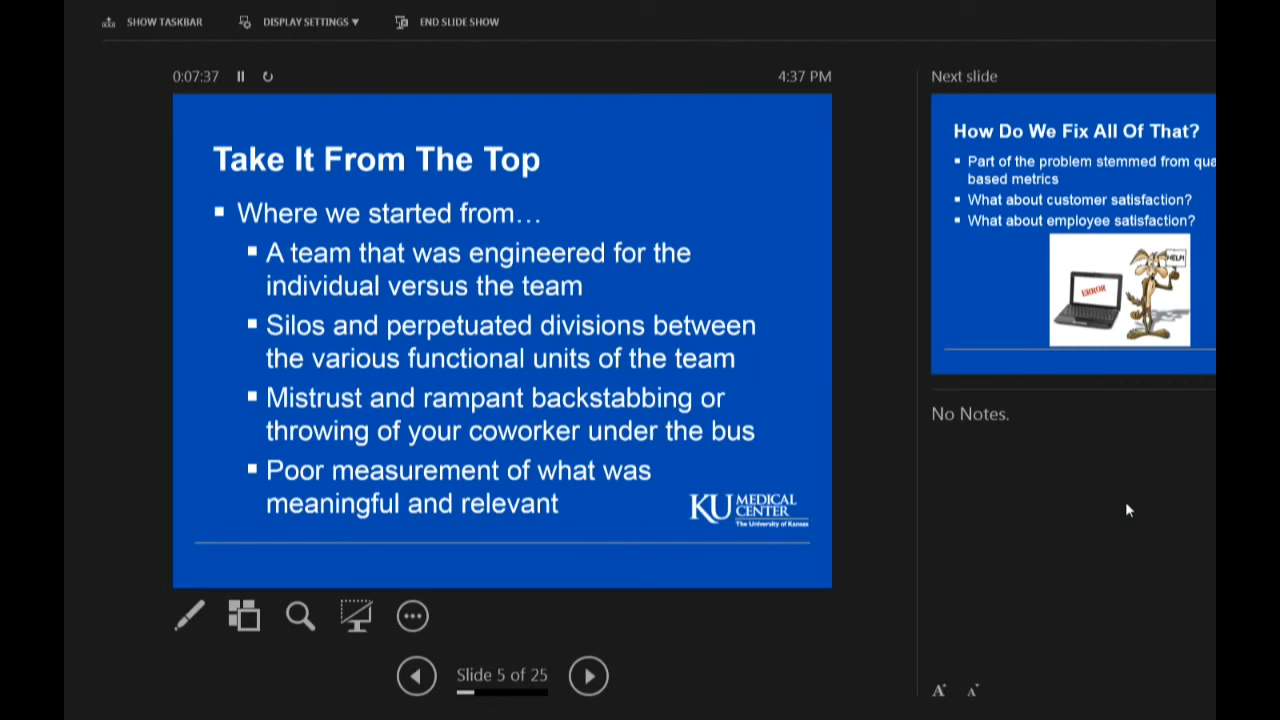 SHOW TASKBAR
DISPLAY SETTINGS ▼
END SLIDE SHOW
0:07:37
4:37 PM
Take It From The Top
▪ Where we started from…
▪ A team that was engineered for the
individual versus the team
▪ Silos and perpetuated divisions between
the various functional units of the team
▪ Mistrust and rampant backstabbing or
throwing of your coworker under the bus
▪ Poor measurement of what was
meaningful and relevant
KU MEDICAL
CENTER
The University of Kansas
Slide 5 of 25
Next slide
How Do We Fix All Of That?
▪ Part of the problem stemmed from
based metrics
▪ What about customer satisfaction?
▪ What about employee satisfaction?
HELP!
ERROR
No Notes.
A
A